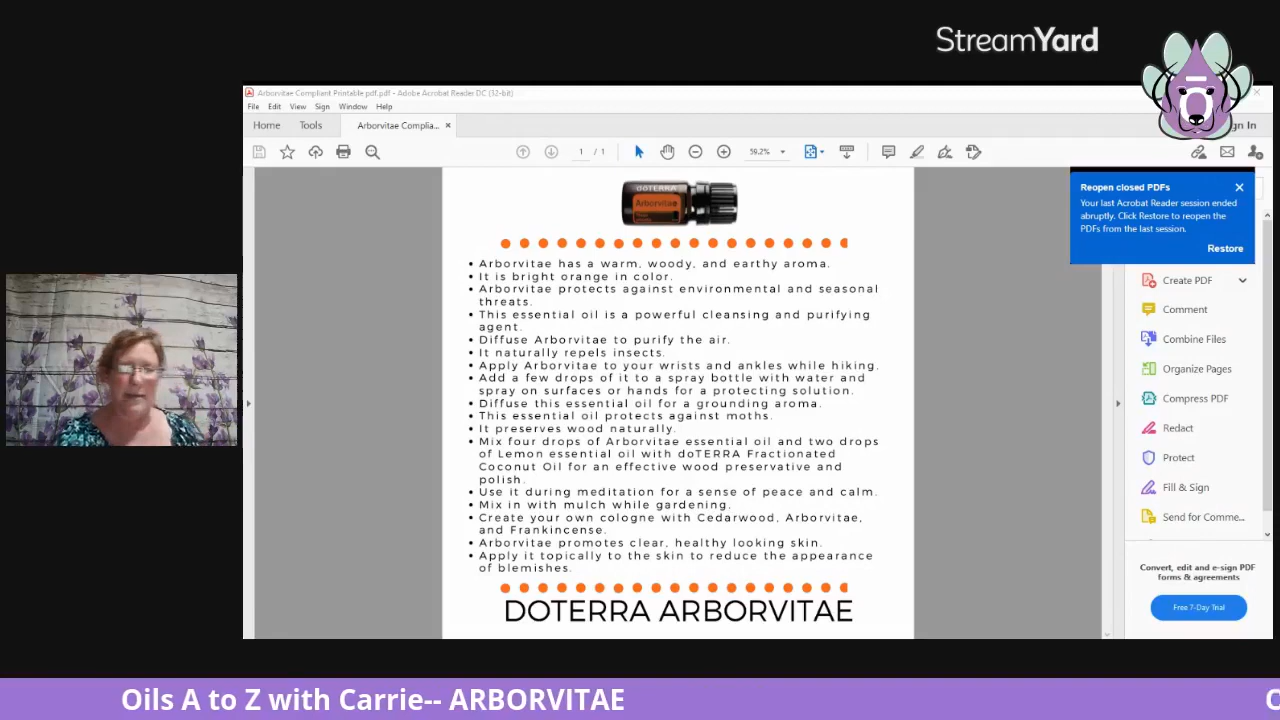 StreamYard
Arborvitae Compliant Printable pdf.pdf - Adobe Acrobat Reader DC (32-bit)
File Edit View Sign Window Help
Home Tools Arborvitae Complia... ×
gn In
1 / 1 59.2%
DOTERRA
Arborvitae
Reopen closed PDFs
Your last Acrobat Reader session ended
abruptly. Click Restore to reopen the
PDFs from the last session.
Restore
• Arborvitae has a warm, woody, and earthy aroma.
• It is bright orange in color.
• Arborvitae protects against environmental and seasonal
threats.
• This essential oil is a powerful cleansing and purifying
agent.
• Diffuse Arborvitae to purify the air.
• It naturally repels insects.
• Apply Arborvitae to your wrists and ankles while hiking.
• Add a few drops of it to a spray bottle with water and
spray on surfaces or hands for a protecting solution.
• Diffuse this essential oil for a grounding aroma.
• This essential oil protects against moths.
• It preserves wood naturally.
• Mix four drops of Arborvitae essential oil and two drops
of Lemon essential oil with doTERRA Fractionated
Coconut Oil for an effective wood preservative and
polish.
• Use it during meditation for a sense of peace and calm.
• Mix in with mulch while gardening.
• Create your own cologne with Cedarwood, Arborvitae,
and Frankincense.
• Arborvitae promotes clear, healthy looking skin.
• Apply it topically to the skin to reduce the appearance
of blemishes.
DOTERRA ARBORVITAE
Create PDF
Comment
Combine Files
Organize Pages
Compress PDF
Redact
Protect
Fill & Sign
Send for Comme...
Convert, edit and e-sign PDF
forms & agreements
Free 7-Day Trial
Oils A to Z with Carrie-- ARBORVITAE